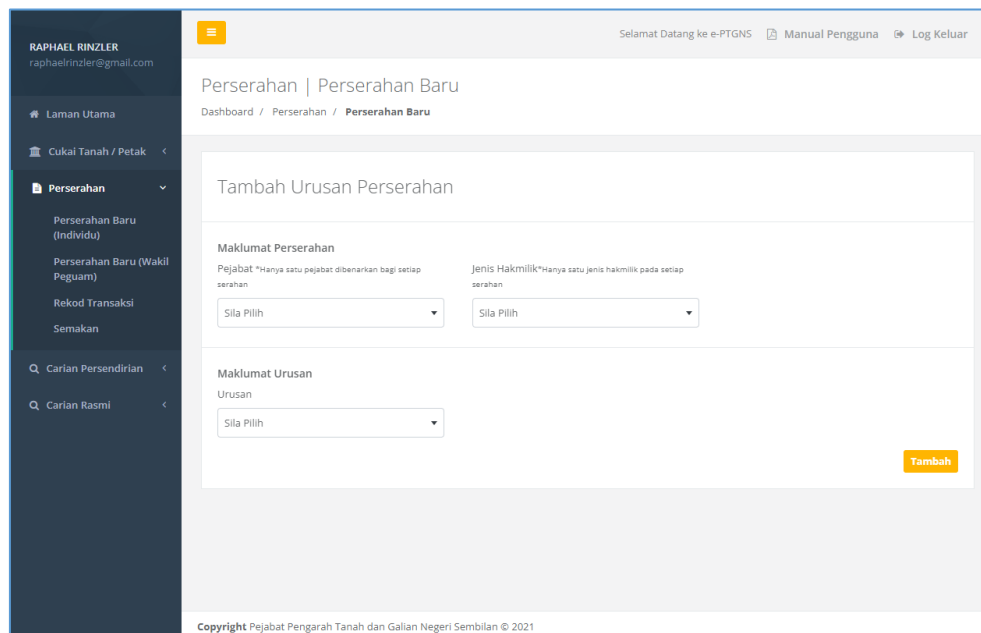 RAPHAEL RINZLER
raphaelrinzler@gmail.com
Laman Utama
Cukai Tanah / Petak
Perserahan
Perserahan Baru
(Individu)
Perserahan Baru (Wakil
Peguam)
Rekod Transaksi
Semakan
Carian Persendirian
Carian Rasmi
Selamat Datang ke e-PTGNS Manual Pengguna Log Keluar
Perserahan | Perserahan Baru
Dashboard / Perserahan / Perserahan Baru
Tambah Urusan Perserahan
Maklumat Perserahan
Pejabat *Hanya satu pejabat dibenarkan bagi setiap
serahan
Sila Pilih
Jenis Hakmilik*Hanya satu jenis hakmilik pada setiap
serahan
Sila Pilih
Maklumat Urusan
Urusan
Sila Pilih
Tambah
Copyright Pejabat Pengarah Tanah dan Galian Negeri Sembilan © 2021